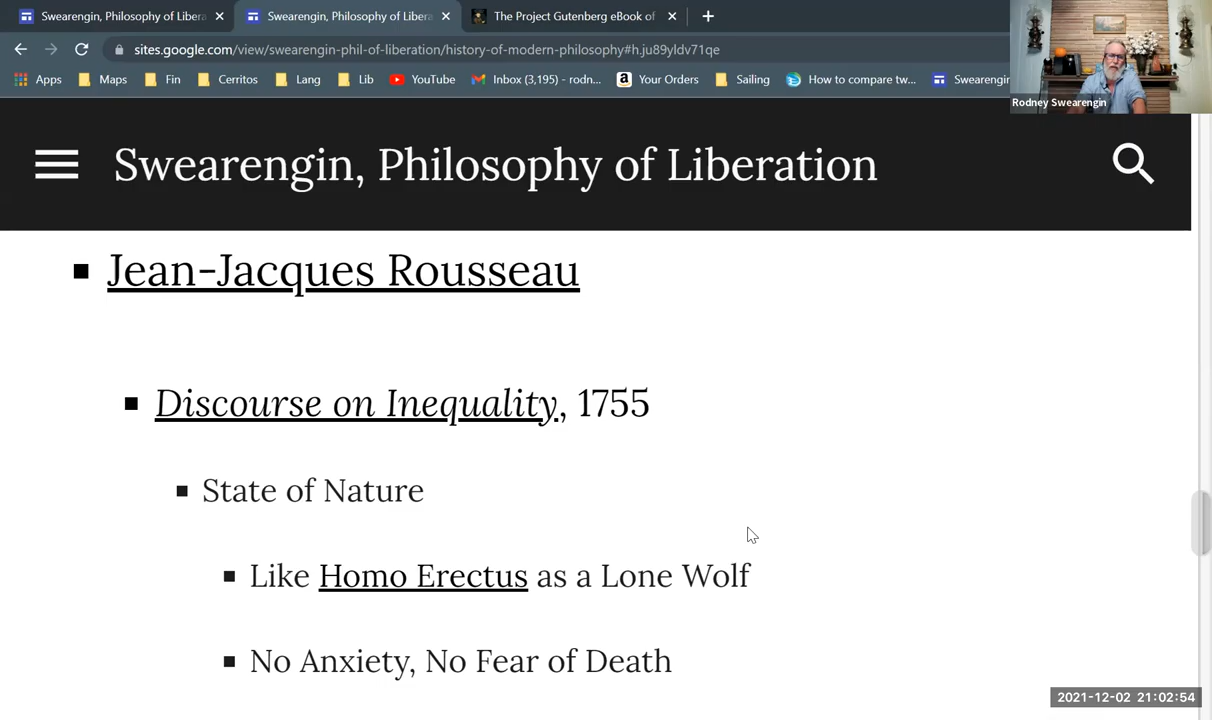 Swearengin, Philosophy of Libera
Swearengin, Philosophy of Libera
The Project Gutenberg eBook of
sites.google.com/view/swearengin-phil-of-liberation/history-of-modern-philosophy#h.ju89yldv71qe
Apps Maps Fin Cerritos Lang Lib YouTube Inbox (3,195) - rodn... Your Orders Sailing How to compare tw... Swearengin
Rodney Swearengin
Swearengin, Philosophy of Liberation
Jean-Jacques Rousseau
Discourse on Inequality, 1755
State of Nature
Like Homo Erectus as a Lone Wolf
No Anxiety, No Fear of Death
2021-12-02 21:02:54